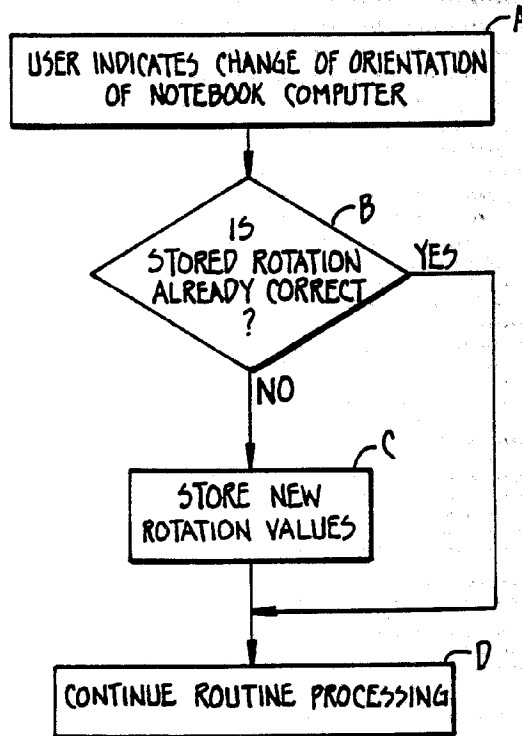 A
USER INDICATES CHANGE OF ORIENTATION
OF NOTEBOOK COMPUTER
B
IS
STORED ROTATION
ALREADY CORRECT
?
YES
NO
C
STORE NEW
ROTATION VALUES
D
CONTINUE ROUTINE PROCESSING